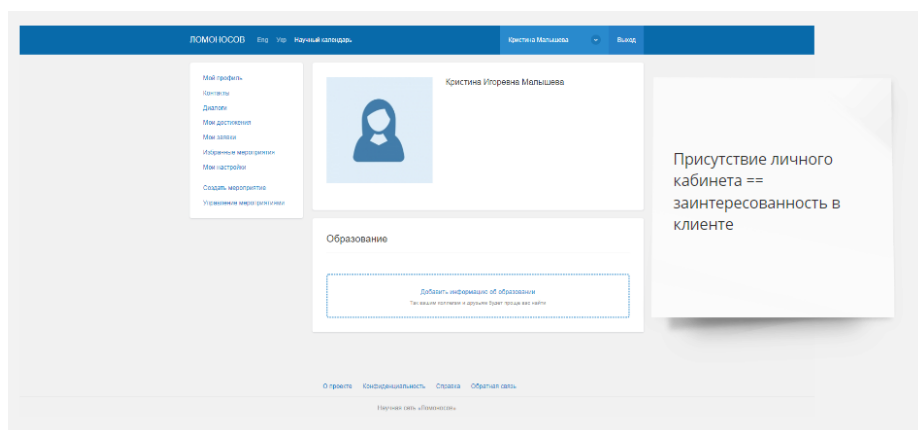 ЛОМОНОСОВ Eng Укр Научный календарь Кристина Малышева Выход
Мой профиль
Контакты
Диалоги
Мои достижения
Мои заявки
Избранные мероприятия
Мои настройки
Создать мероприятие
Управление мероприятиями
Кристина Игоревна Малышева
Образование
Добавить информацию об образовании
Так вашим коллегам и друзьям будет проще вас найти
Присутствие личного
кабинета ==
заинтересованность в
клиенте
О проекте Конфиденциальность Справка Обратная связь
Научная сеть «Ломоносов»